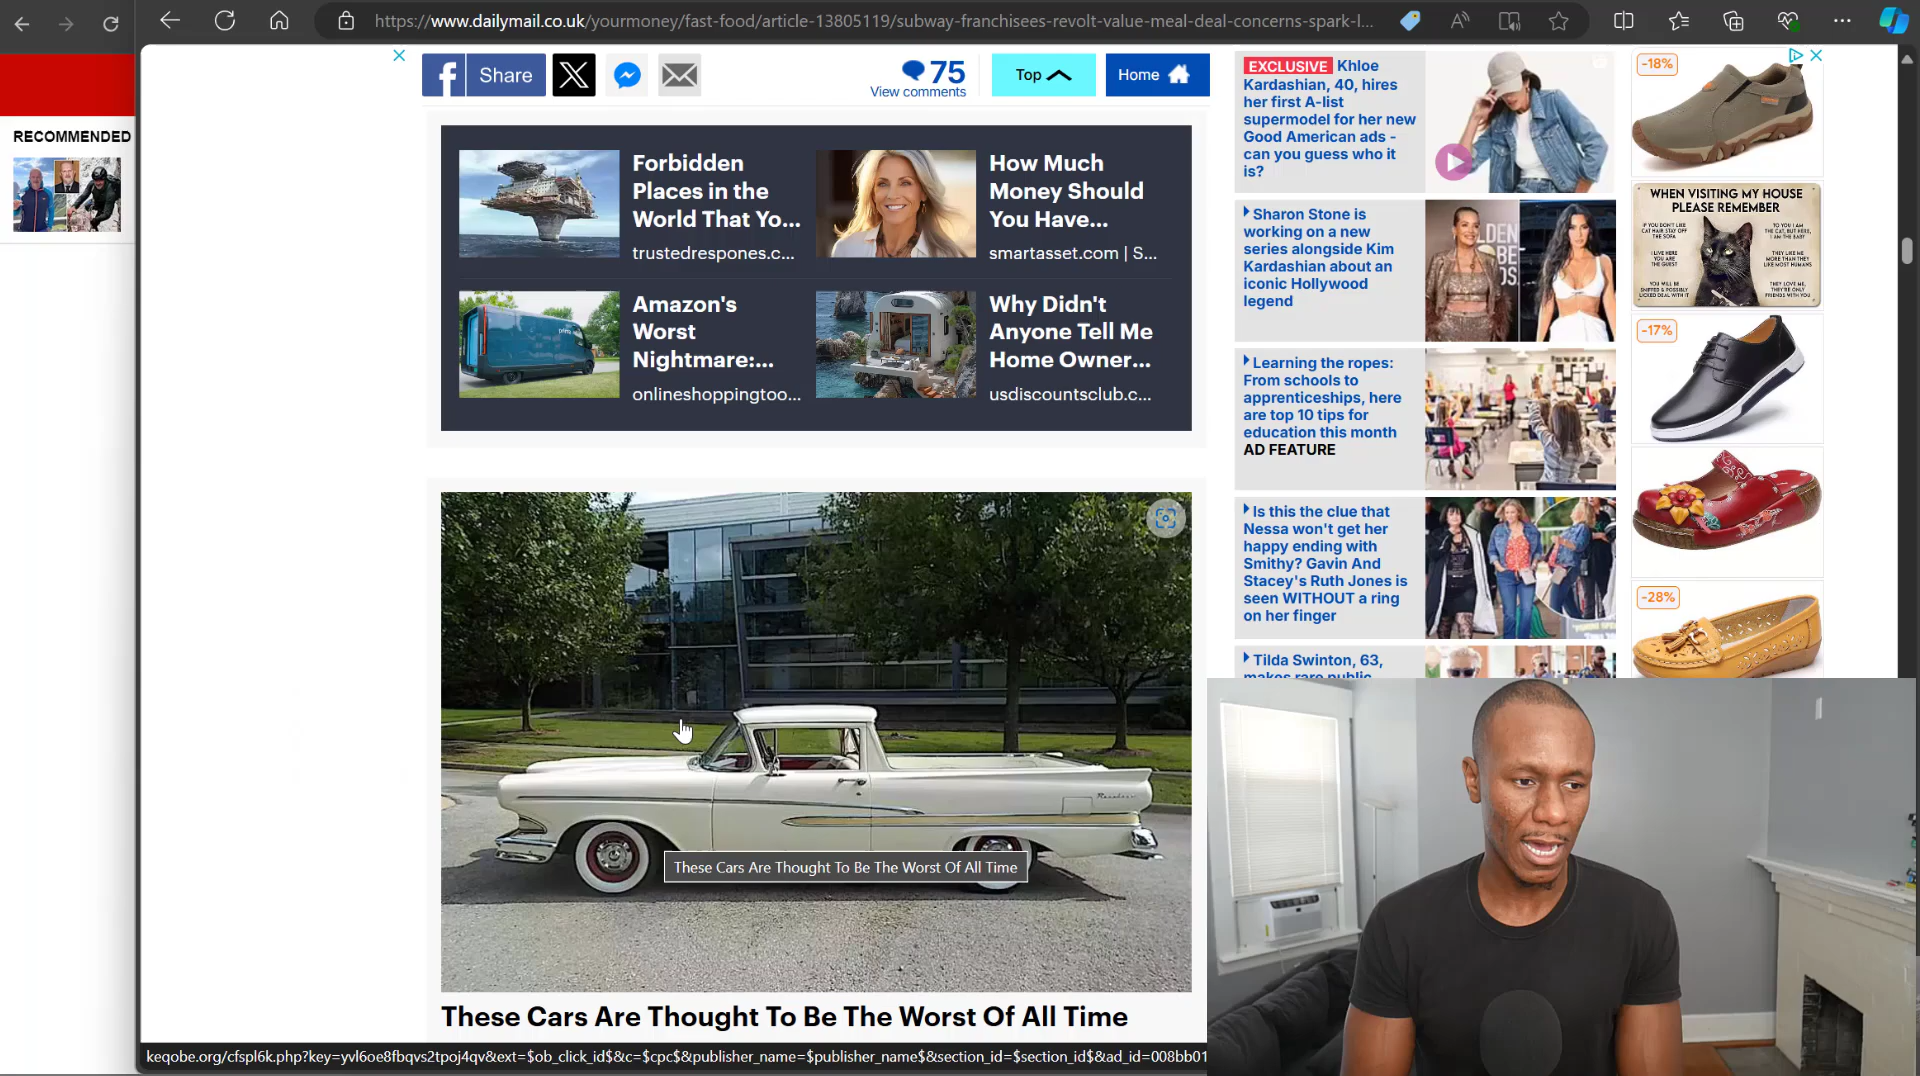 https://www.dailymail.co.uk/yourmoney/fast-food/article-13805119/subway-franchisees-revolt-value-meal-deal-concerns-spark-l...
RECOMMENDED
Share
75
View comments
Top
Home
Forbidden
Places in the
World That Yo...
trustedrespones.c...
How Much
Money Should
You Have...
smartasset.com | S...
Amazon's
Worst
Nightmare:...
onlineshoppingtoo...
Why Didn't
Anyone Tell Me
Home Owner...
usdiscountsclub.c...
These Cars Are Thought To Be The Worst Of All Time
These Cars Are Thought To Be The Worst Of All Time
keqobe.org/cfspl6k.php?key=yvl6oe8fbqvs2tpoj4qv&ext=$ob_click_id$&c=$cpc$&publisher_name=$publisher_name$&section_id=$section_id$&ad_id=008bb01
EXCLUSIVE Khloe
Kardashian, 40, hires
her first A-list
supermodel for her new
Good American ads -
can you guess who it
is?
Sharon Stone is
working on a new
series alongside Kim
Kardashian about an
iconic Hollywood
legend
Learning the ropes:
From schools to
apprenticeships, here
are top 10 tips for
education this month
AD FEATURE
Is this the clue that
Nessa won't get her
happy ending with
Smithy? Gavin And
Stacey's Ruth Jones is
seen WITHOUT a ring
on her finger
Tilda Swinton, 63,
makes rare public
-18%
WHEN VISITING MY HOUSE
PLEASE REMEMBER
-17%
-28%